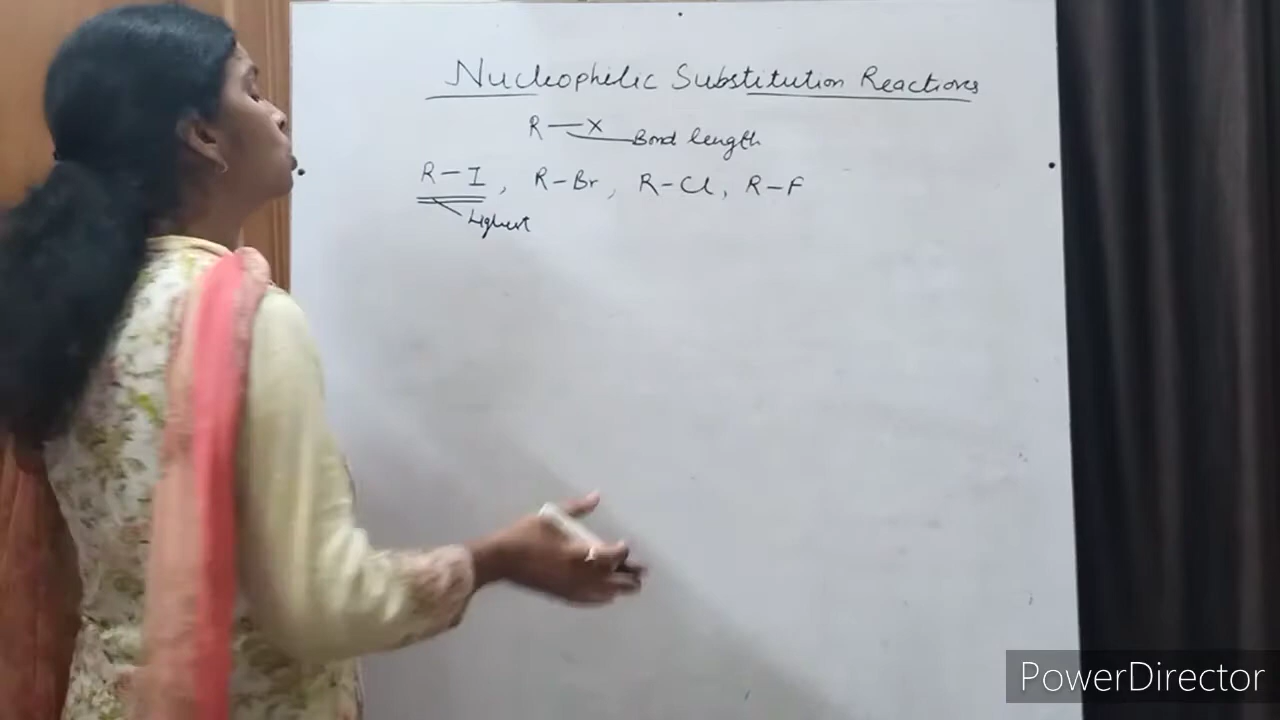 Nucleophilic Substitution Reactions
R—X
Bond length
R-I, R-Br, R-Cl, R-F
Highest
PowerDirector